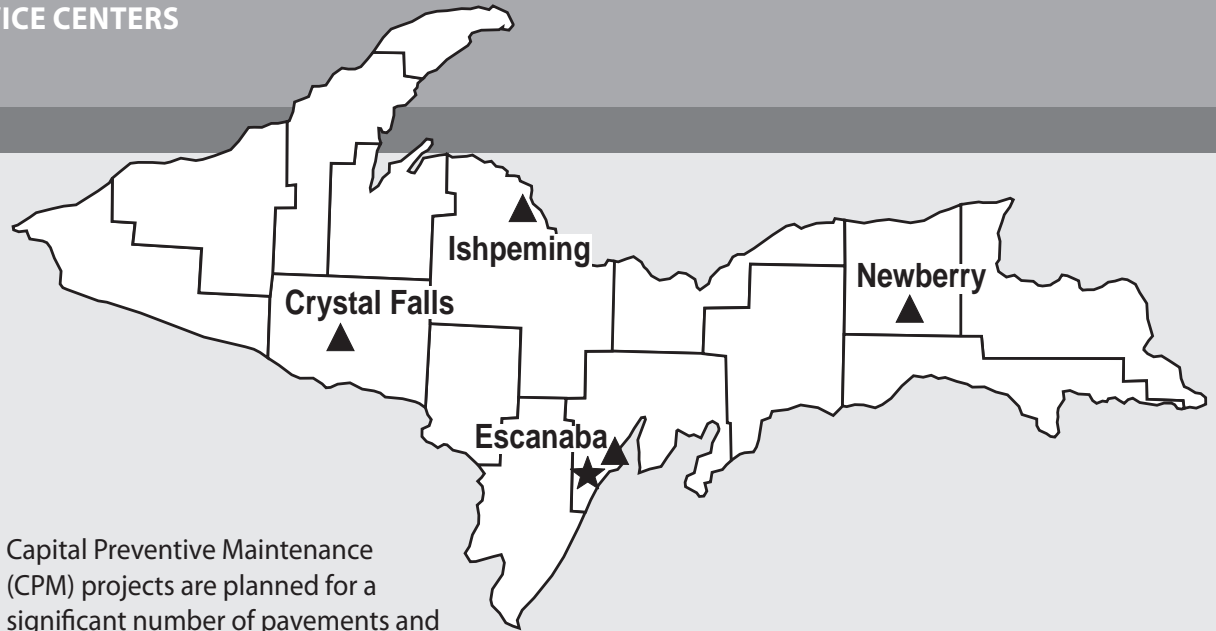 ICE CENTERS
Ishpeming
Newberry
Crystal Falls
Escanaba
Capital Preventive Maintenance
(CPM) projects are planned for a
significant number of pavements and